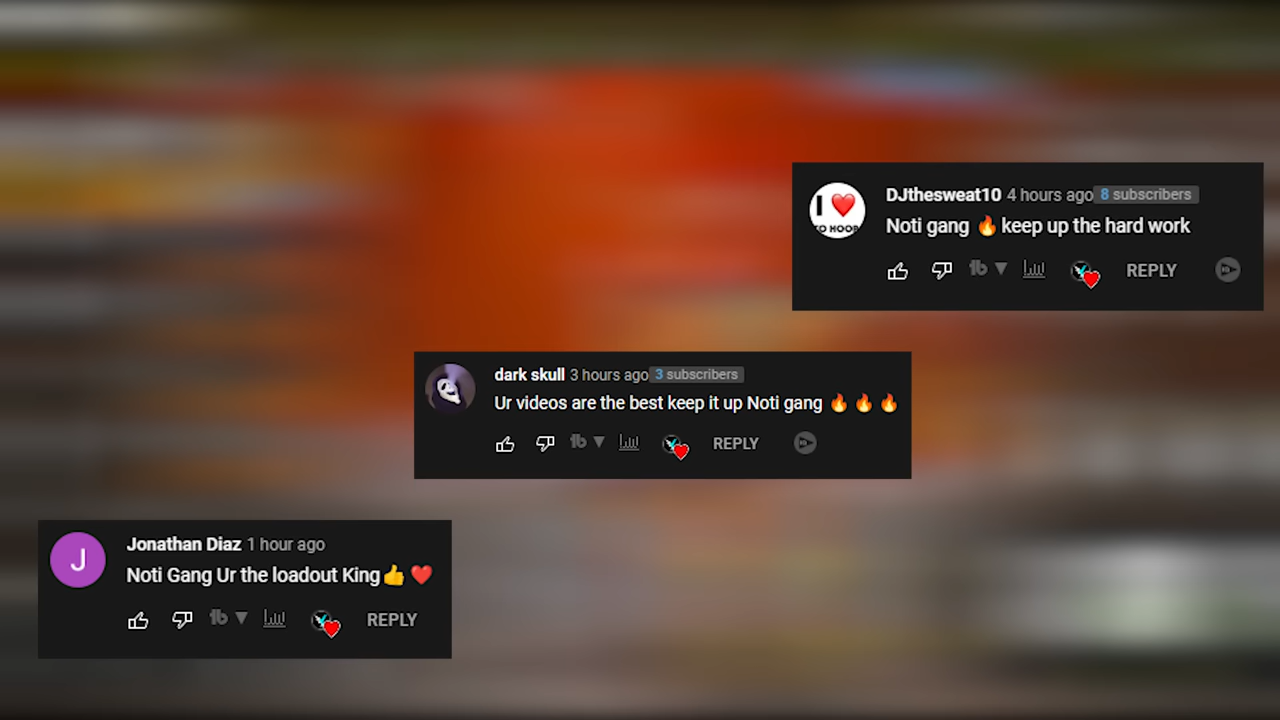 I ❤️
TO HOOP
DJthesweat10 4 hours ago 8 subscribers
Noti gang 🔥 keep up the hard work
REPLY
dark skull 3 hours ago 3 subscribers
Ur videos are the best keep it up Noti gang 🔥 🔥 🔥
REPLY
J
Jonathan Diaz 1 hour ago
Noti Gang Ur the loadout King👍 ❤️
REPLY